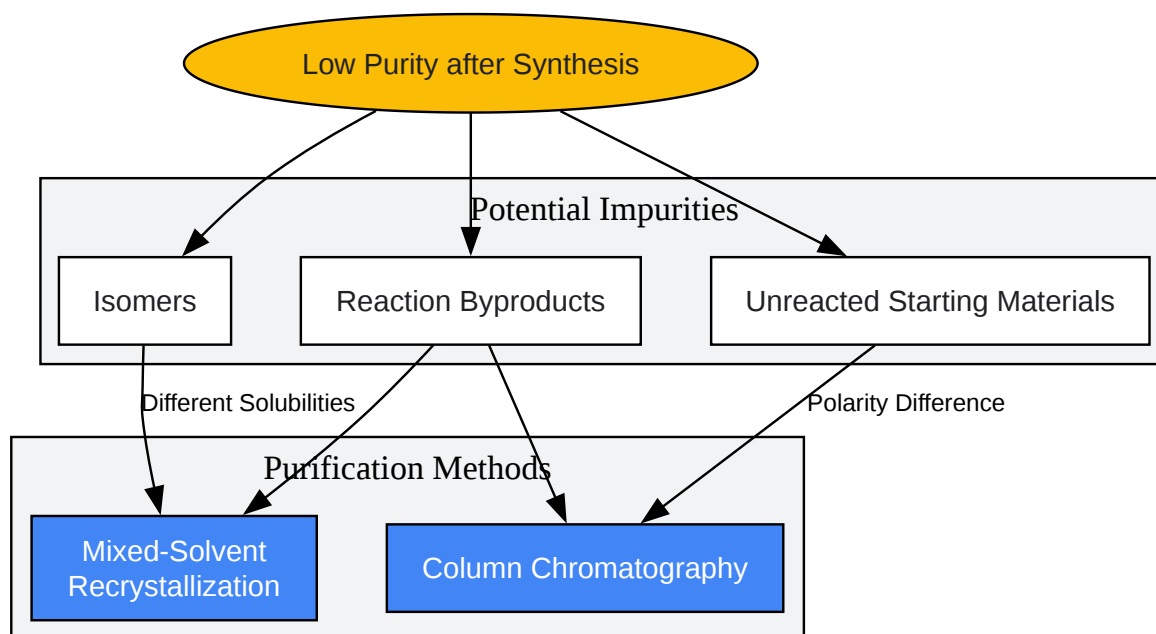 Low Purity after Synthesis
Potential Impurities
Isomers
Reaction Byproducts
Unreacted Starting Materials
Different Solubilities
Polarity Difference
Purification Methods
Mixed-Solvent
Recrystallization
Column Chromatography